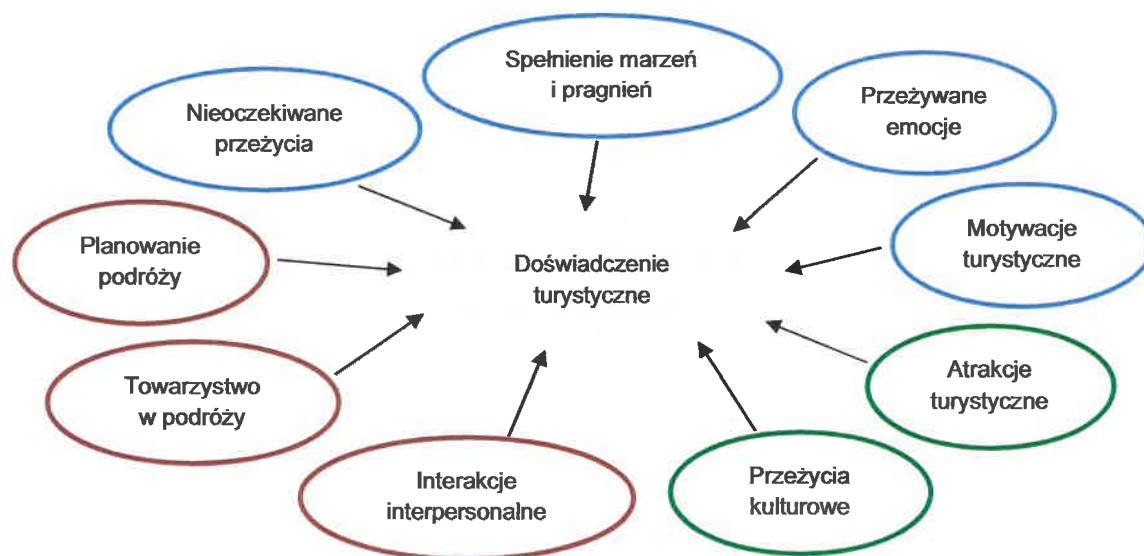 Spełnienie marzeń
i pragnień
Nieoczekiwane
przeżycia
Przeżywane
emocje
Planowanie
podróży
Doświadczenie
turystyczne
Motywacje
turystyczne
Towarzystwo
w podróży
Atrakcje
turystyczne
Interakcje
interpersonalne
Przeżycia
kulturowe